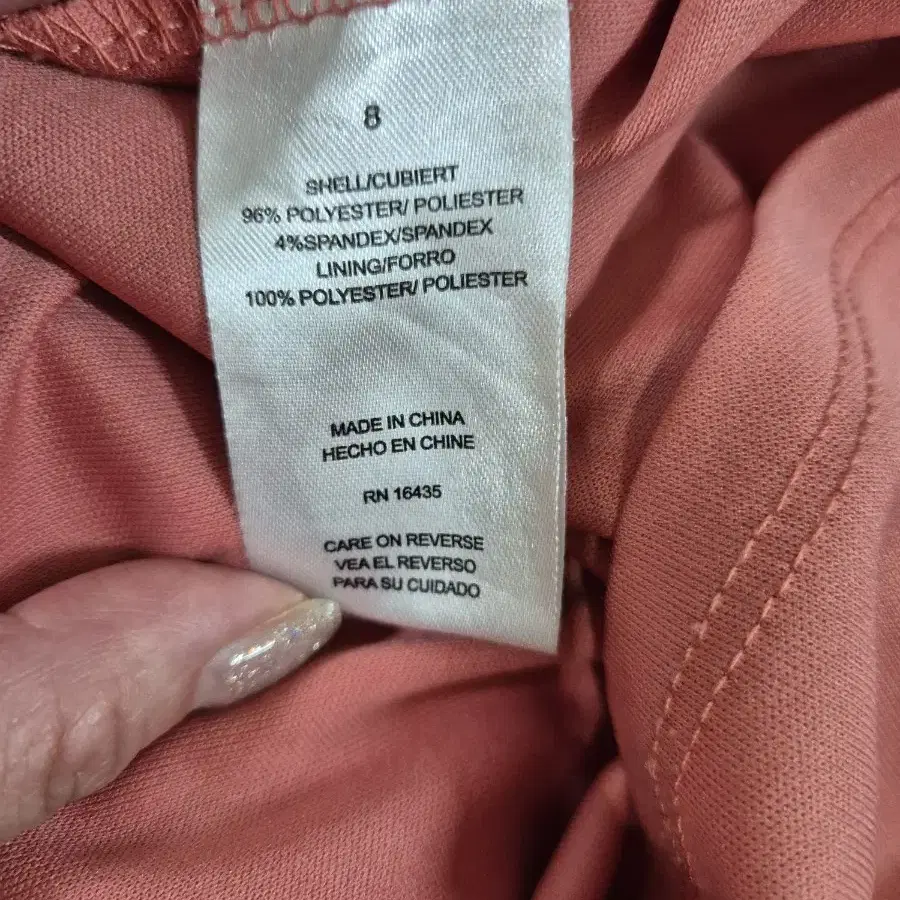 8
SHELL/CUBIERT
96% POLYESTER/ POLIESTER
4%SPANDEX/SPANDEX
LINING/FORRO
100% POLYESTER/ POLIESTER
MADE IN CHINA
HECHO EN CHINE
RN 16435
CARE ON REVERSE
VEA EL REVERSO
PARA SU CUIDADO